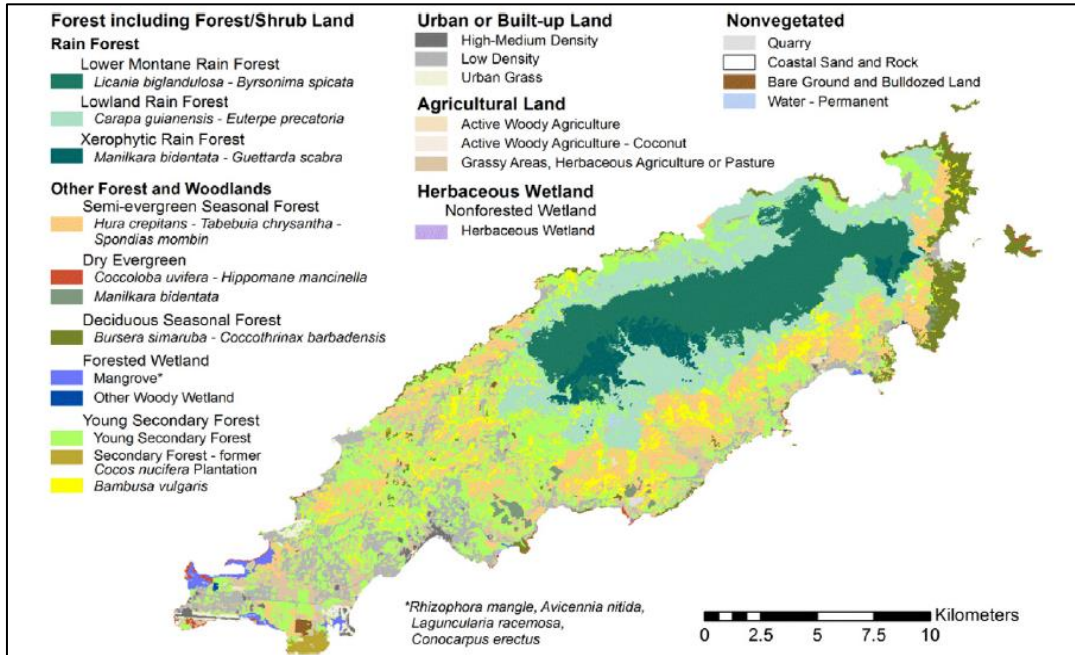 Forest including Forest/Shrub Land
Rain Forest
Lower Montane Rain Forest
Licania biglandulosa - Byrsonima spicata
Lowland Rain Forest
Carapa guianensis - Euterpe precatoria
Xerophytic Rain Forest
Manilkara bidentata - Guettarda scabra
Other Forest and Woodlands
Semi-evergreen Seasonal Forest
Hura crepitans - Tabebuia chrysantha -
Spondias mombin
Dry Evergreen
Coccoloba uvifera - Hippomane mancinella
Manilkara bidentata
Deciduous Seasonal Forest
Bursera simaruba - Coccothrinax barbadensis
Forested Wetland
Mangrove*
Other Woody Wetland
Young Secondary Forest
Young Secondary Forest
Secondary Forest - former
Cocos nucifera Plantation
Bambusa vulgaris
Urban or Built-up Land
High-Medium Density
Low Density
Urban Grass
Agricultural Land
Active Woody Agriculture
Active Woody Agriculture - Coconut
Grassy Areas, Herbaceous Agriculture or Pasture
Herbaceous Wetland
Nonforested Wetland
Herbaceous Wetland
Nonvegetated
Quarry
Coastal Sand and Rock
Bare Ground and Bulldozed Land
Water - Permanent
*Rhizophora mangle, Avicennia nitida,
Laguncularia racemosa,
Conocarpus erectus
Kilometers
0 2.5 5 7.5 10